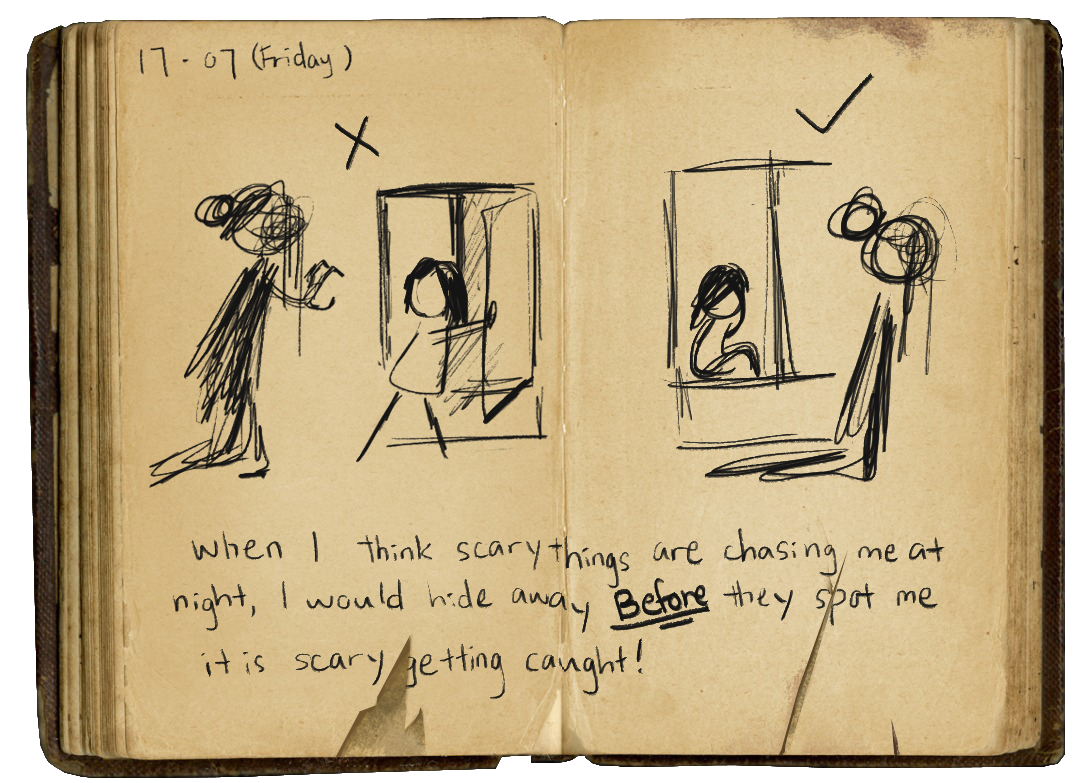 17-07 (Friday)
when I think scary things are chasing me at
night, I would hide away Before they spot me
it is scary getting caught!